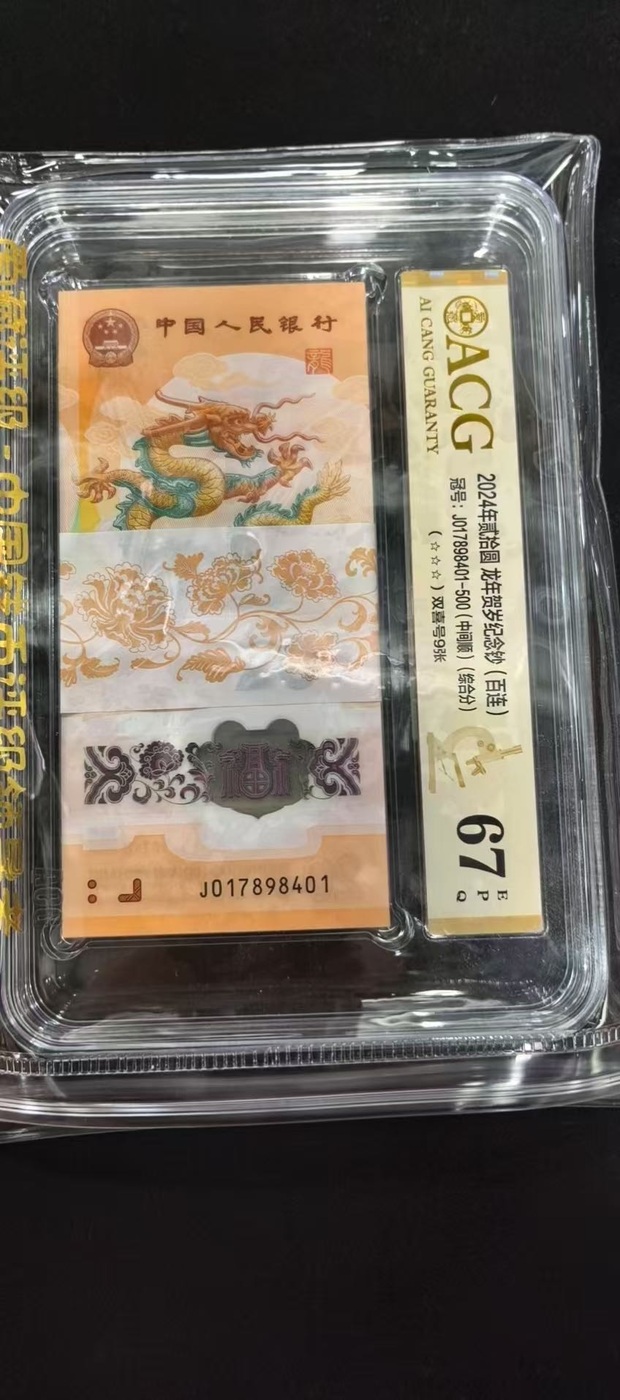 中国人民银行
龍
J017898401
ACG
AI CANG GUARANTY
2024年贰拾圆 龙年贺岁纪念钞（百连）
冠号：J017898401-500（中间顺）（综合分）
（☆☆☆）双喜号9张
67
E
P
Q